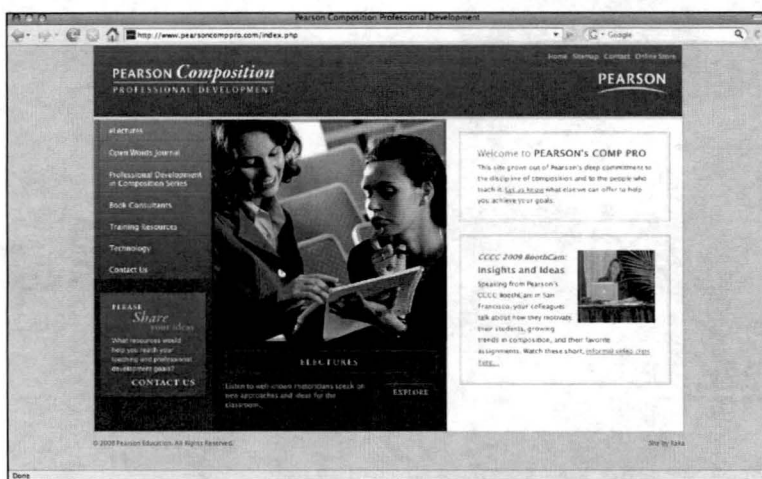 Pearson Composition Professional Development
http://www.pearsoncomppro.com/index.php
Google
Home Sitemap Contact Online Store
PEARSON Composition
PROFESSIONAL DEVELOPMENT
PEARSON
eLectures
Open Words Journal
Professional Development
in Composition Series
Book Consultants
Training Resources
Technology
Contact Us
PLEASE
Share
your ideas
What resources would
help you reach your
teaching and professional
development goals?
CONTACT US
ELECTURES
Listen to well-known rhetoricians speak on
new approaches and ideas for the
classroom.
EXPLORE
Welcome to PEARSON's COMP PRO
This site grew out of Pearson's deep commitment to
the discipline of composition and to the people who
teach it. Let us know what else we can offer to help
you achieve your goals.
CCCC 2009 BoothCam:
Insights and Ideas
Speaking from Pearson's
CCCC BoothCam in San
Francisco, your colleagues
talk about how they motivate
their students, growing
trends in composition, and their favorite
assignments. Watch these short, informal video clips
here...
© 2009 Pearson Education. All Rights Reserved.
Site by Raka
Done